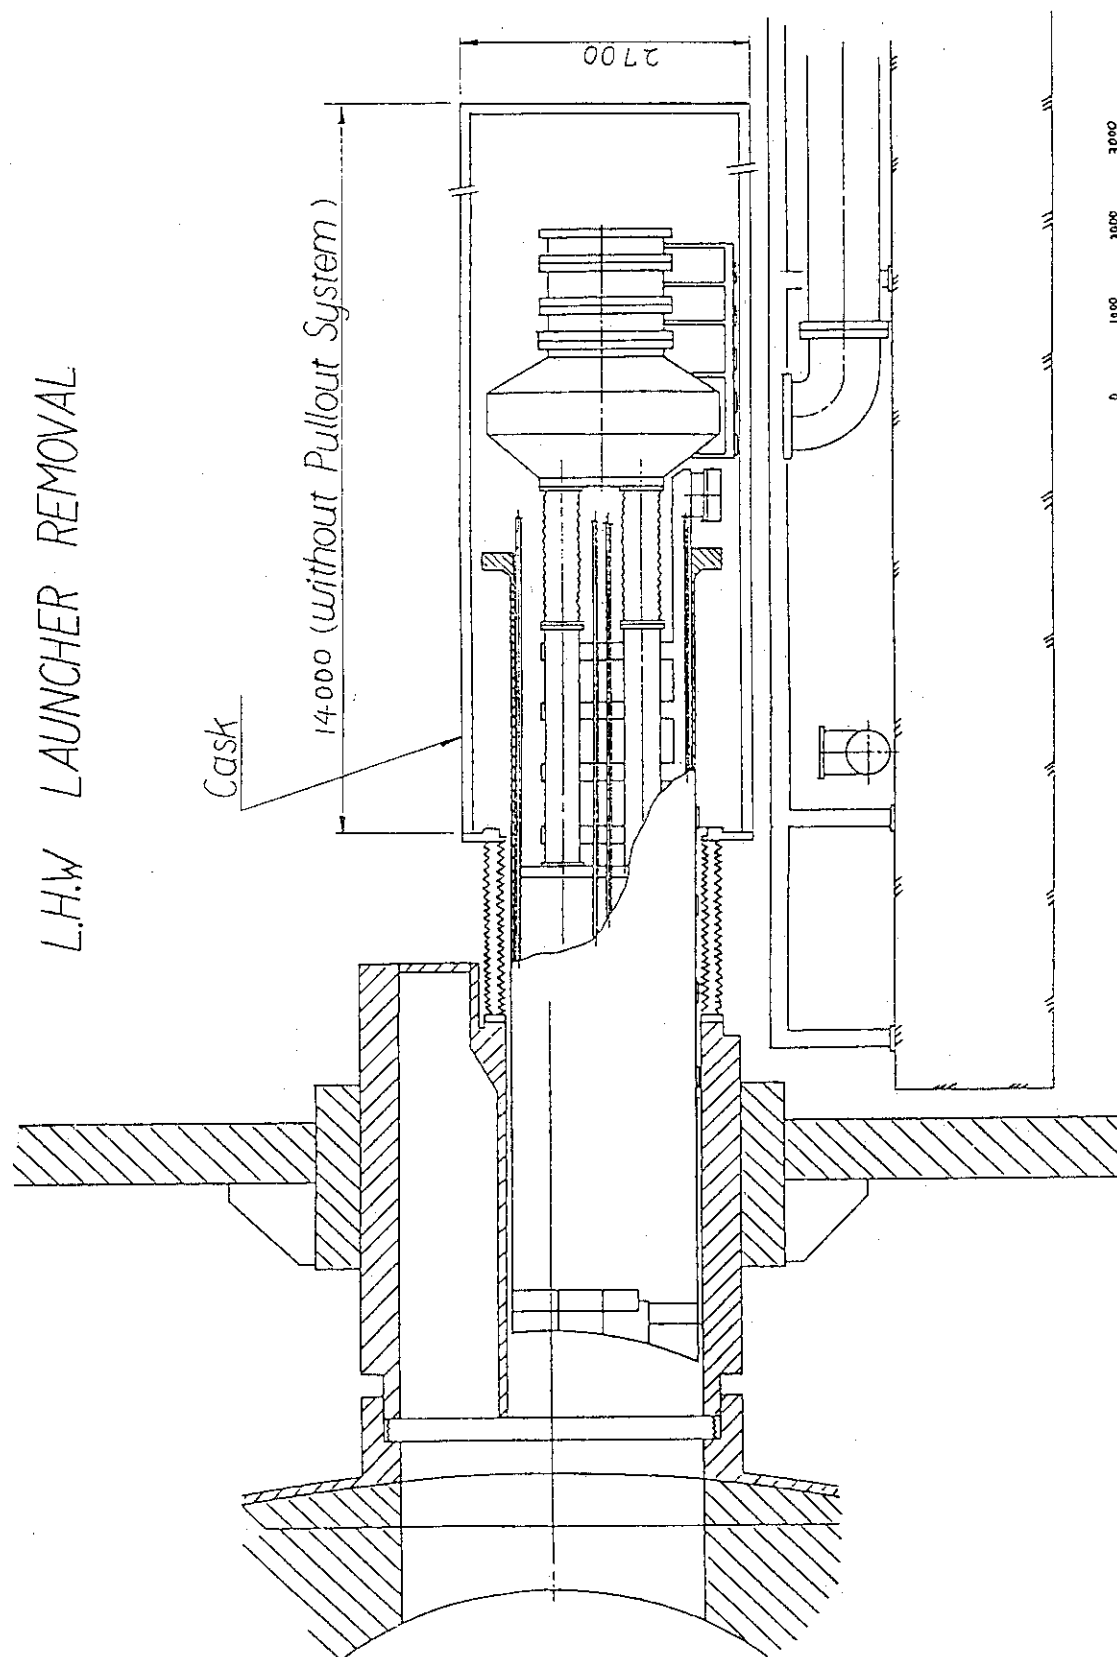 L.H.W LAUNCHER REMOVAL
Cask
14000 (without Pullout System)
2700
0 1000 2000 3000